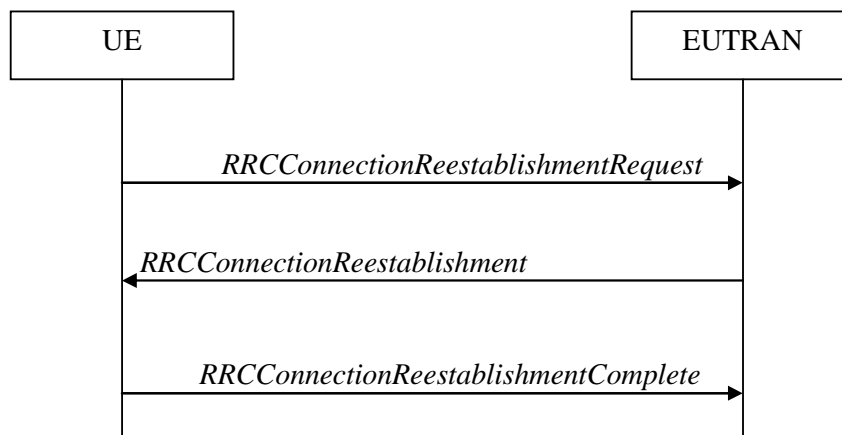 UE
EUTRAN
RRCConnectionReestablishmentRequest
RRCConnectionReestablishment
RRCConnectionReestablishmentComplete